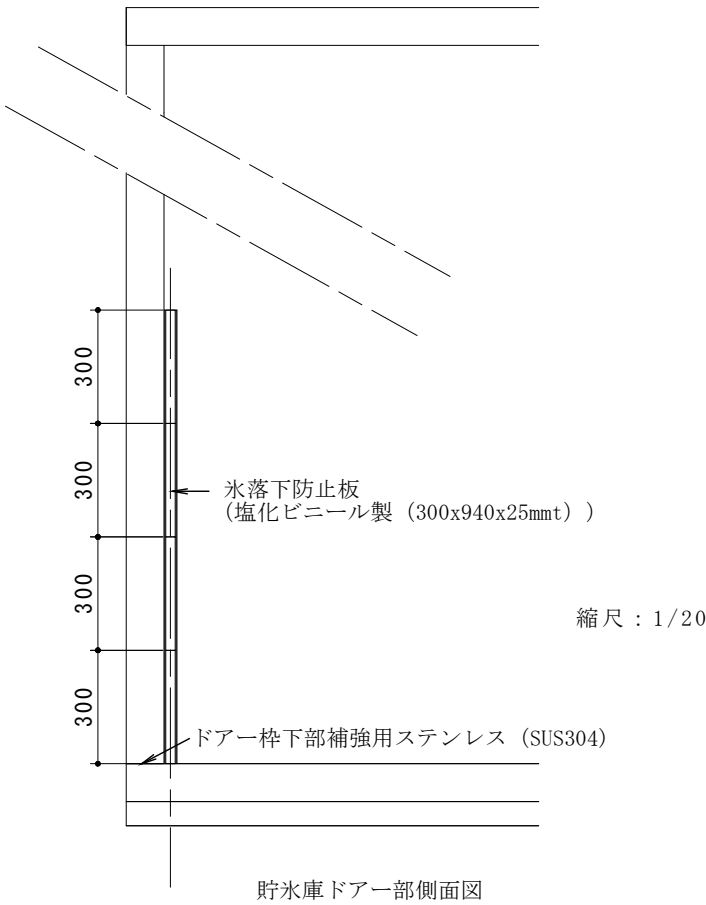 300
300
氷落下防止板
(塩化ビニール製 (300x940x25mmt) )
300
縮尺：1/20
300
ドアー枠下部補強用ステンレス (SUS304)
貯氷庫ドアー部側面図